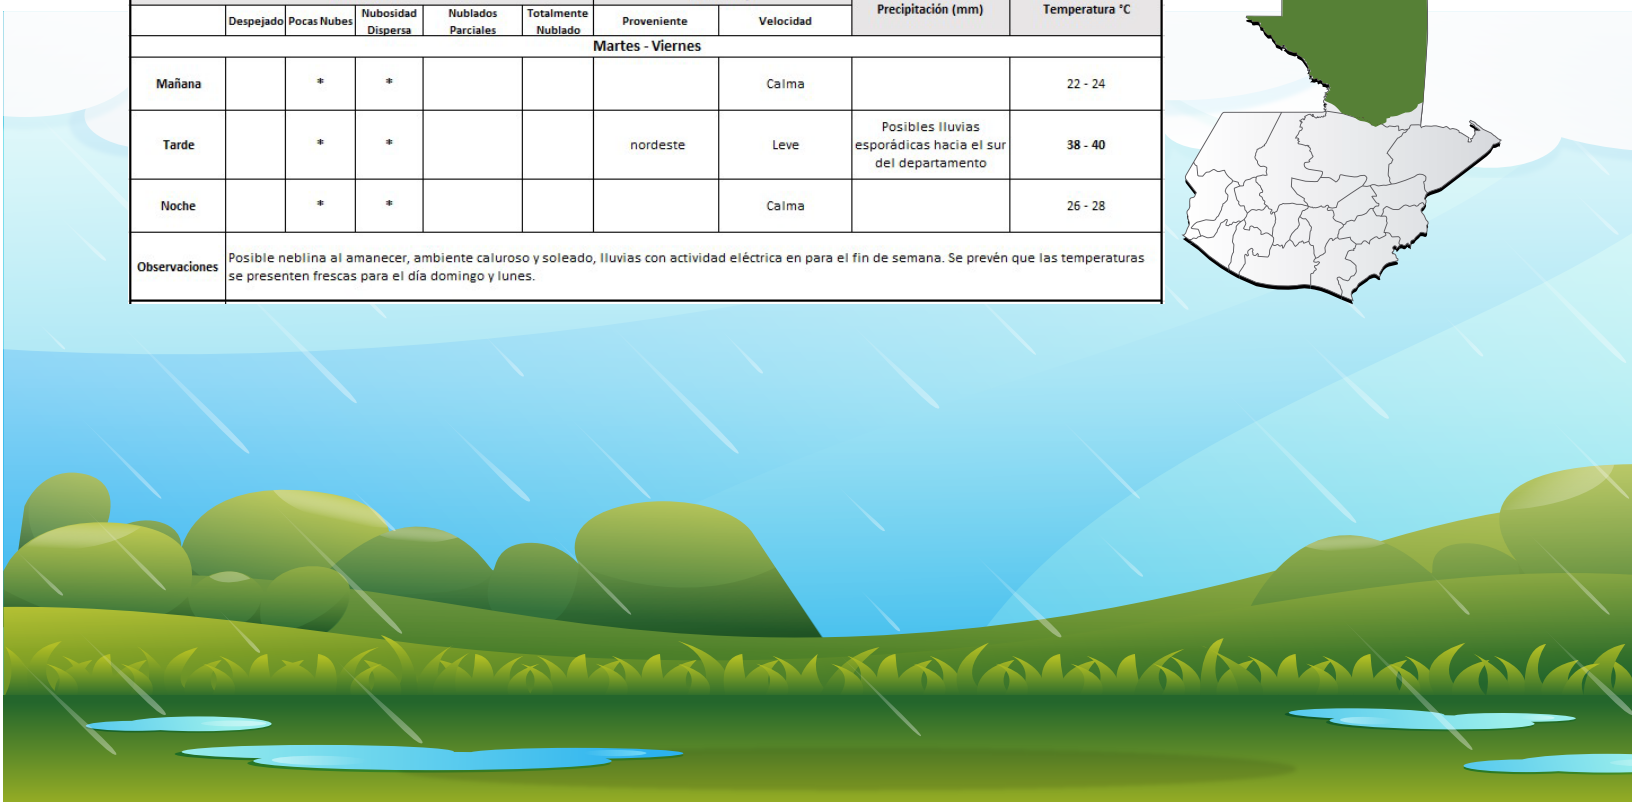 Precipitación (mm) Temperatura °C
Despejado Pocas Nubes Nubosidad Dispersa Nublados Parciales Totalmente Nublado Proveniente Velocidad
Martes - Viernes
Mañana * * Calma 22 - 24
Tarde * * nordeste Leve Posibles lluvias esporádicas hacia el sur del departamento 38 - 40
Noche * * Calma 26 - 28
Observaciones
Posible neblina al amanecer, ambiente caluroso y soleado, lluvias con actividad eléctrica en para el fin de semana. Se prevén que las temperaturas
se presenten frescas para el día domingo y lunes.